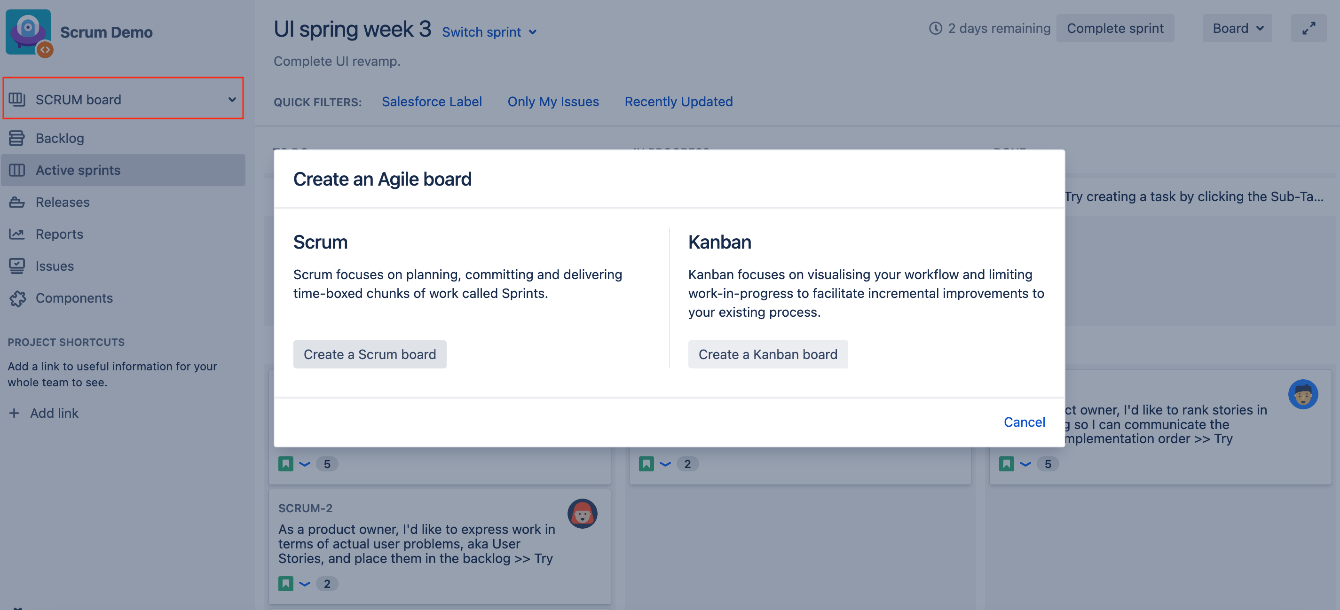 Scrum Demo
SCRUM board
Backlog
Active sprints
Releases
Reports
Issues
Components
PROJECT SHORTCUTS
Add a link to useful information for your
whole team to see.
+ Add link
UI spring week 3 Switch sprint
2 days remaining Complete sprint Board
Complete UI revamp.
QUICK FILTERS: Salesforce Label Only My Issues Recently Updated
Create an Agile board
Scrum
Scrum focuses on planning, committing and delivering
time-boxed chunks of work called Sprints.
Create a Scrum board
Kanban
Kanban focuses on visualising your workflow and limiting
work-in-progress to facilitate incremental improvements to
your existing process.
Create a Kanban board
Cancel
Try creating a task by clicking the Sub-Ta...
5
SCRUM-2
As a product owner, I'd like to express work in
terms of actual user problems, aka User
Stories, and place them in the backlog >> Try
2
2
owner, I'd like to rank stories in
so I can communicate the
implementation order >> Try
5